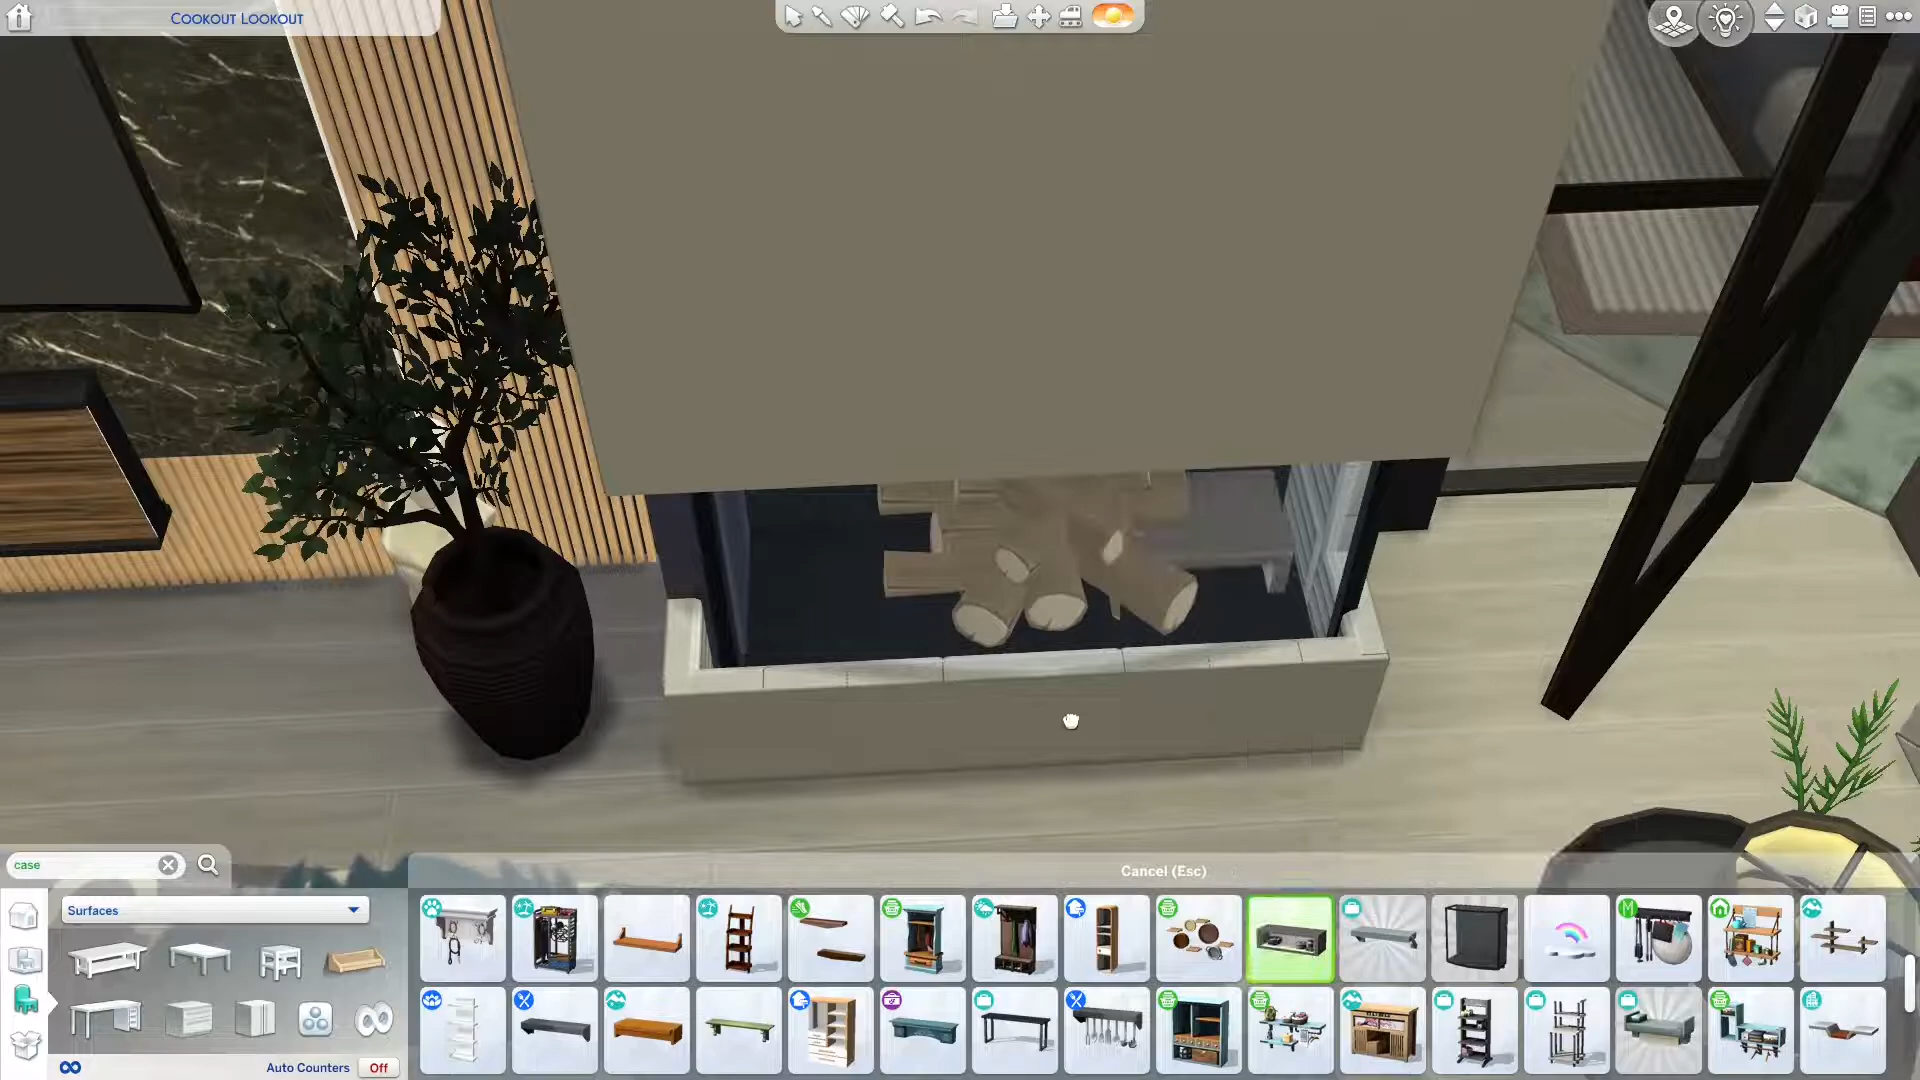 Cookout Lookout
case
Cancel (Esc)
Surfaces
Auto Counters Off